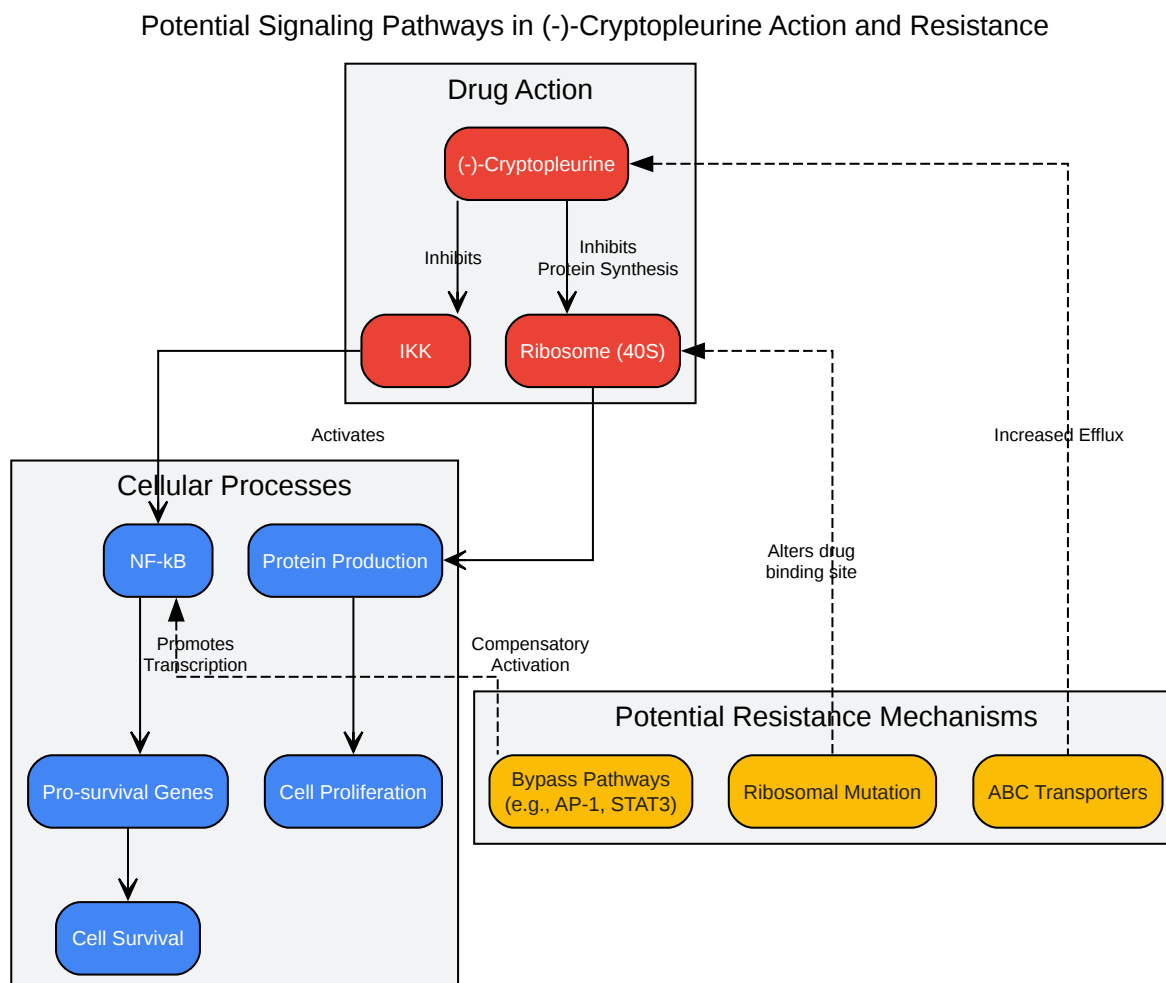 Potential Signaling Pathways in (-)-Cryptopleurine Action and Resistance
Drug Action
(-)-Cryptopleurine
Inhibits
Inhibits
Protein Synthesis
IKK
Ribosome (40S)
Activates
Increased Efflux
Cellular Processes
NF-kB
Protein Production
Alters drug
binding site
Promotes
Transcription
Compensatory
Activation
Potential Resistance Mechanisms
Pro-survival Genes
Cell Proliferation
Bypass Pathways
(e.g., AP-1, STAT3)
Ribosomal Mutation
ABC Transporters
Cell Survival